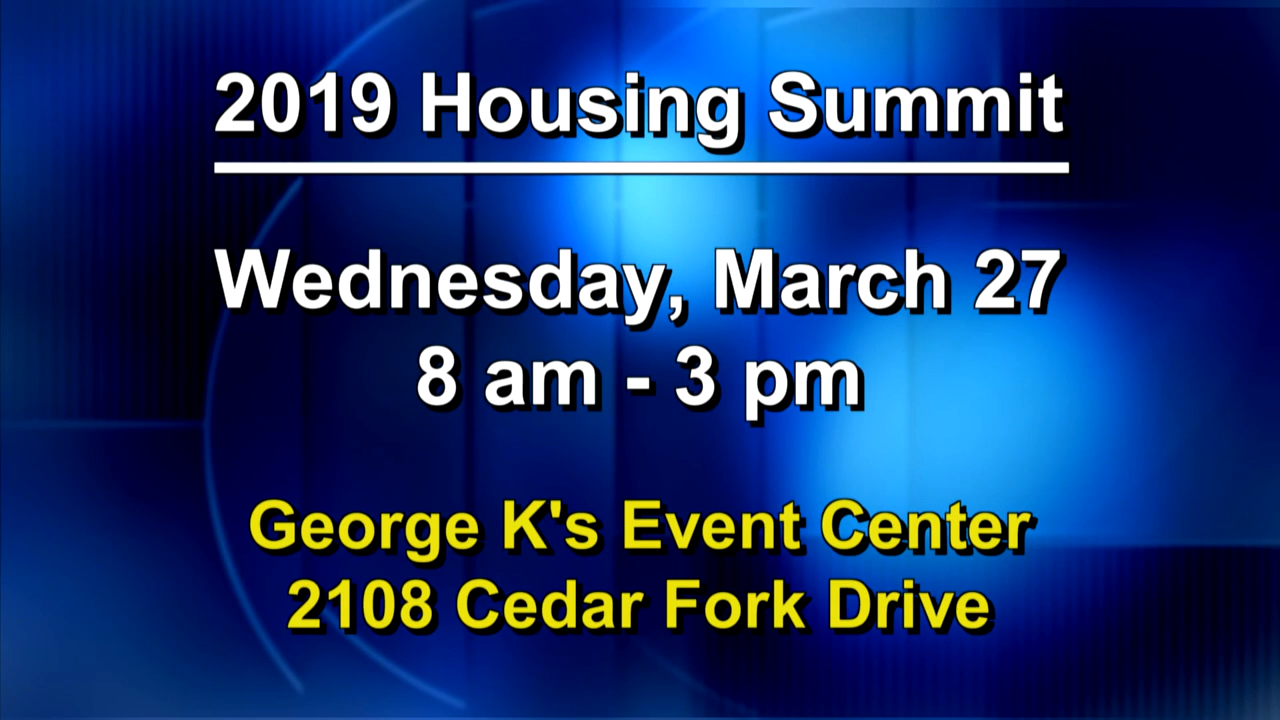 2019 Housing Summit
Wednesday, March 27
8 am - 3 pm
George K's Event Center
2108 Cedar Fork Drive